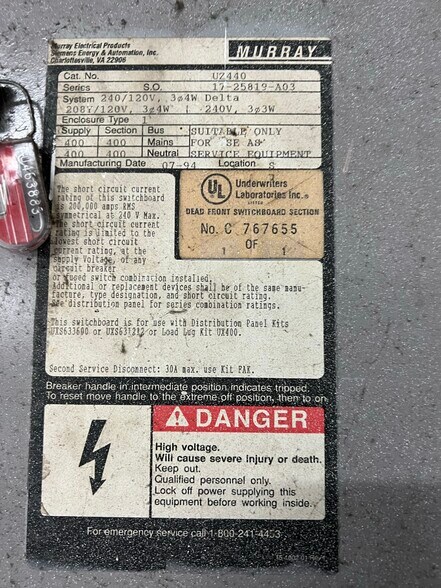 Murray Electrical Products
Siemens Energy & Automation, Inc.
Charlottesville, VA 22906
MURRAY
Cat. No. UZ440
Series S.O. 17-25819-A03
System 240/120V, 3ø4W Delta
208Y/120V, 3ø4W | 240V, 3ø3W
Enclosure Type 1
Supply Section Bus SUITABLE ONLY
400 400 Mains FOR USE AS
400 400 Neutral SERVICE EQUIPMENT
Manufacturing Date 07-94 Location S
The short circuit current
rating of this switchboard
is 200,000 amps RMS
symmetrical at 240 V Max.
The short circuit current
rating is limited to the
lowest short circuit
current rating, at the
supply Voltage, of any
circuit breaker
or fused switch combination installed.
Additional or replacement devices shall be of the same manu-
facture, type designation, and short circuit rating.
See distribution panel for series combination ratings.
This switchboard is for use with Distribution Panel Kits
UXS633600 or or Load Lug Kit UX400.
Second Service Disconnect: 30A max. use Kit PAK.
UL
Underwriters
Laboratories Inc.
LISTED
DEAD FRONT SWITCHBOARD SECTION
No. C 767655
OF
1 1
Breaker handle in intermediate position indicates tripped.
To reset move handle to the extreme off position, then to on
DANGER
High voltage.
Will cause severe injury or death.
Keep out.
Qualified personnel only.
Lock off power supplying this
equipment before working inside.
For emergency service call 1-800-241-4453